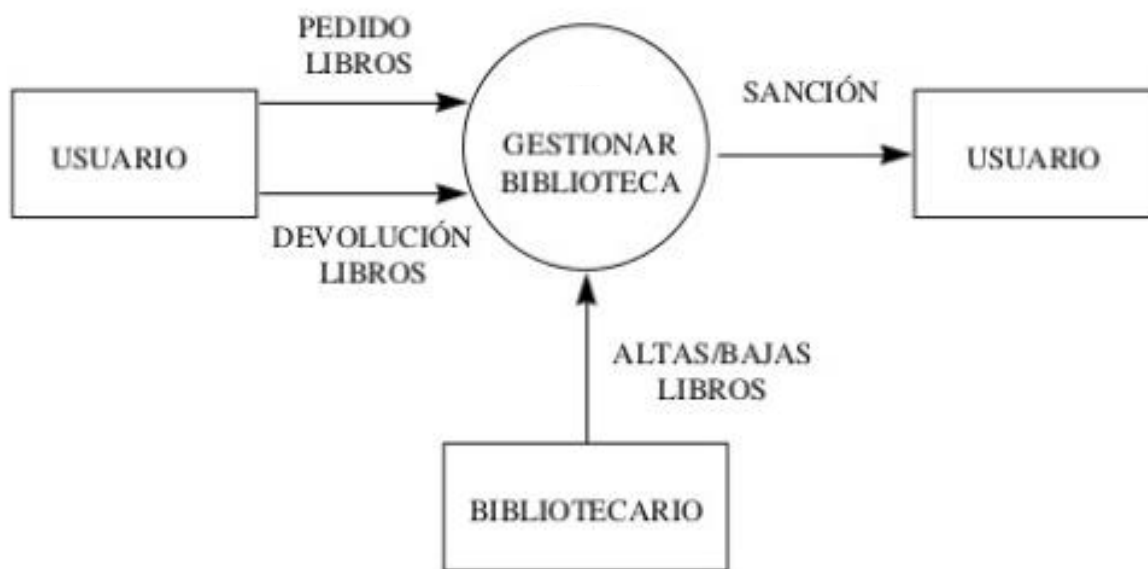 PEDIDO
LIBROS
USUARIO
DEVOLUCIÓN
LIBROS
GESTIONAR
BIBLIOTECA
SANCIÓN
USUARIO
ALTAS/BAJAS
LIBROS
BIBLIOTECARIO